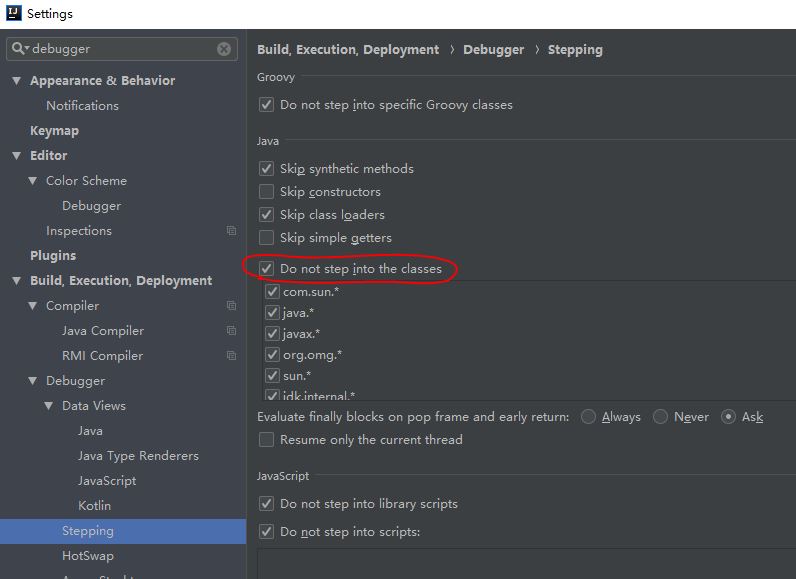 Settings
debugger
Appearance & Behavior
Notifications
Keymap
Editor
Color Scheme
Debugger
Inspections
Plugins
Build, Execution, Deployment
Compiler
Java Compiler
RMI Compiler
Debugger
Data Views
Java
Java Type Renderers
JavaScript
Kotlin
Stepping
HotSwap
Build, Execution, Deployment › Debugger › Stepping
Groovy
Do not step into specific Groovy classes
Java
Skip synthetic methods
Skip constructors
Skip class loaders
Skip simple getters
Do not step into the classes
com.sun.*
java.*
javax.*
org.omg.*
sun.*
jdk.internal.*
Evaluate finally blocks on pop frame and early return: Always Never Ask
Resume only the current thread
JavaScript
Do not step into library scripts
Do not step into scripts: